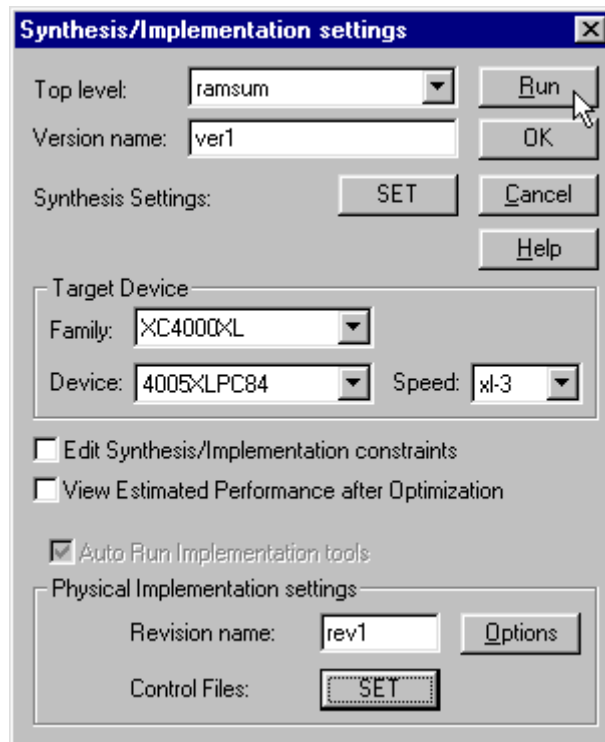 Synthesis/Implementation settings
Top level: ramsum Run
Version name: ver1 OK
Synthesis Settings: SET Cancel
Help
Target Device
Family: XC4000XL
Device: 4005XLPC84 Speed: xl-3
Edit Synthesis/Implementation constraints
View Estimated Performance after Optimization
Auto Run Implementation tools
Physical Implementation settings
Revision name: rev1 Options
Control Files: SET